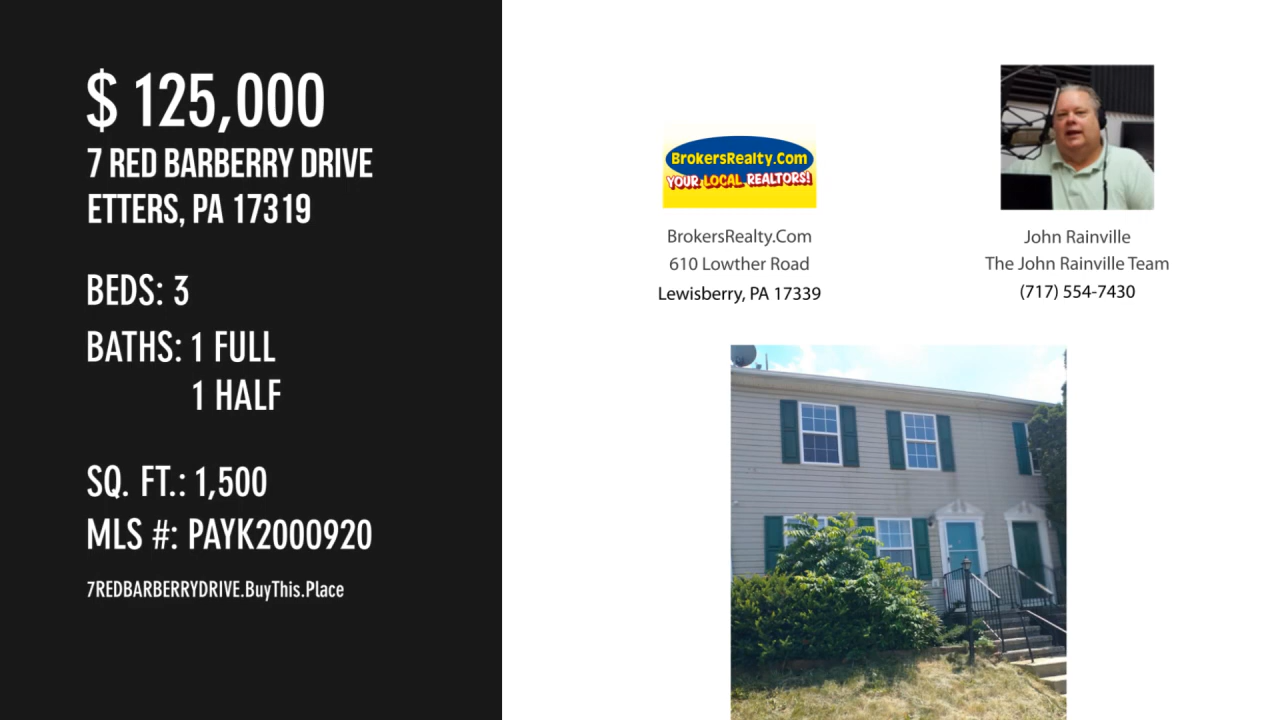 $ 125,000
7 RED BARBERRY DRIVE
ETTERS, PA 17319
BEDS: 3
BATHS: 1 FULL
1 HALF
SQ. FT.: 1,500
MLS #: PAYK2000920
7REDBARBERRYDRIVE.BuyThis.Place
BrokersRealty.Com
YOUR LOCAL REALTORS!
BrokersRealty.Com
610 Lowther Road
Lewisberry, PA 17339
John Rainville
The John Rainville Team
(717) 554-7430